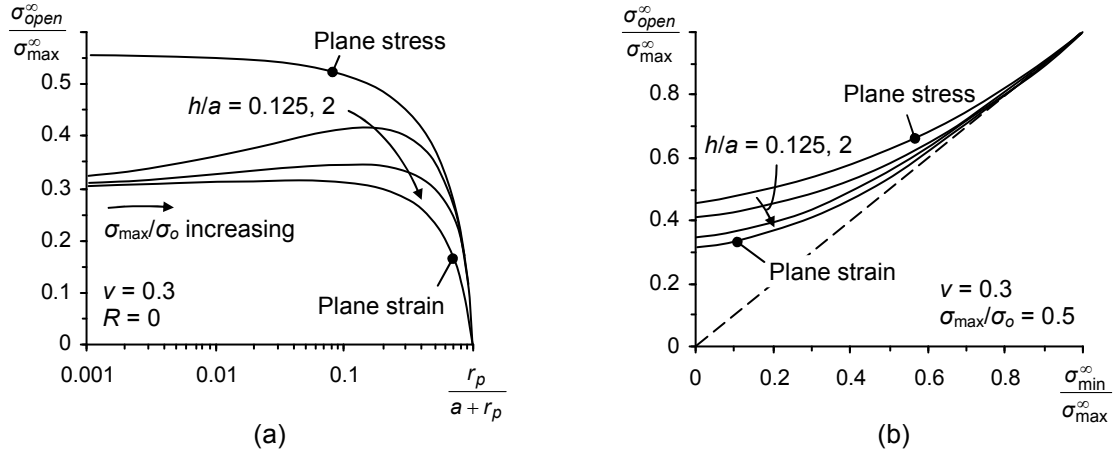 σ∞open
σ∞max
0.5
0.4
0.3
0.2
0.1
0
0.001
0.01
0.1
rp
a + rp
Plane stress
h/a = 0.125, 2
σmax/σo increasing
v = 0.3
R = 0
Plane strain
(a)
σ∞open
σ∞max
0.8
0.6
0.4
0.2
0
0
0.2
0.4
0.6
0.8
σ∞min
σ∞max
Plane stress
h/a = 0.125, 2
Plane strain
v = 0.3
σmax/σo = 0.5
(b)